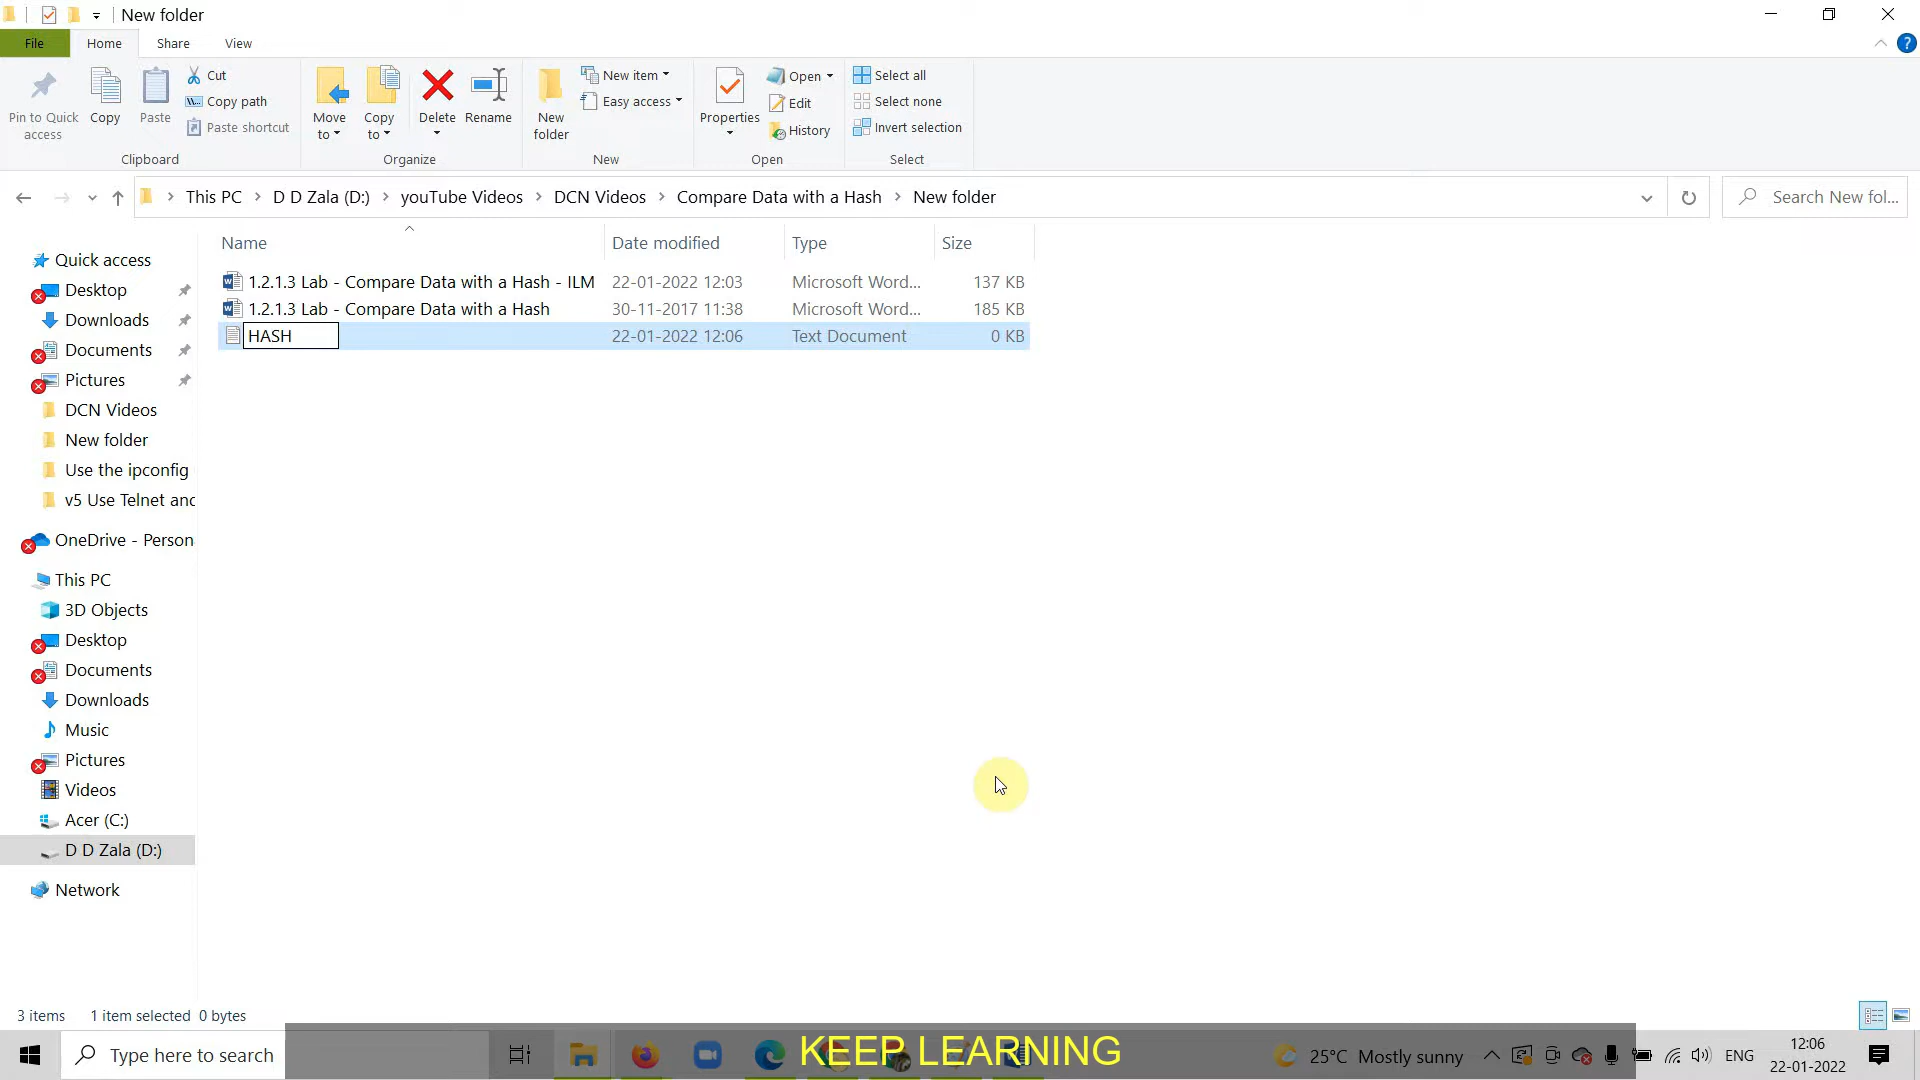 New folder
File Home Share View
Pin to Quick access
Copy
Paste
Cut
Copy path
Paste shortcut
Clipboard
Move to
Copy to
Delete
Rename
Organize
New folder
New item
Easy access
New
Properties
Open
Edit
History
Open
Select all
Select none
Invert selection
Select
This PC > D D Zala (D:) > youTube Videos > DCN Videos > Compare Data with a Hash > New folder
Search New fol...
Name Date modified Type Size
1.2.1.3 Lab - Compare Data with a Hash - ILM 22-01-2022 12:03 Microsoft Word... 137 KB
1.2.1.3 Lab - Compare Data with a Hash 30-11-2017 11:38 Microsoft Word... 185 KB
HASH 22-01-2022 12:06 Text Document 0 KB
Quick access
Desktop
Downloads
Documents
Pictures
DCN Videos
New folder
Use the ipconfig
v5 Use Telnet and
OneDrive - Person
This PC
3D Objects
Desktop
Documents
Downloads
Music
Pictures
Videos
Acer (C:)
D D Zala (D:)
Network
3 items 1 item selected 0 bytes
Type here to search
KEEP LEARNING
25°C Mostly sunny
ENG
12:06
22-01-2022